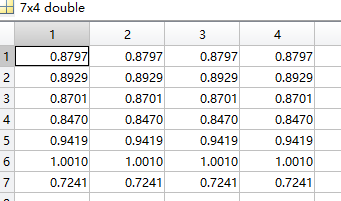 7x4 double
1 2 3 4
1 0.8797 0.8797 0.8797 0.8797
2 0.8929 0.8929 0.8929 0.8929
3 0.8701 0.8701 0.8701 0.8701
4 0.8470 0.8470 0.8470 0.8470
5 0.9419 0.9419 0.9419 0.9419
6 1.0010 1.0010 1.0010 1.0010
7 0.7241 0.7241 0.7241 0.7241